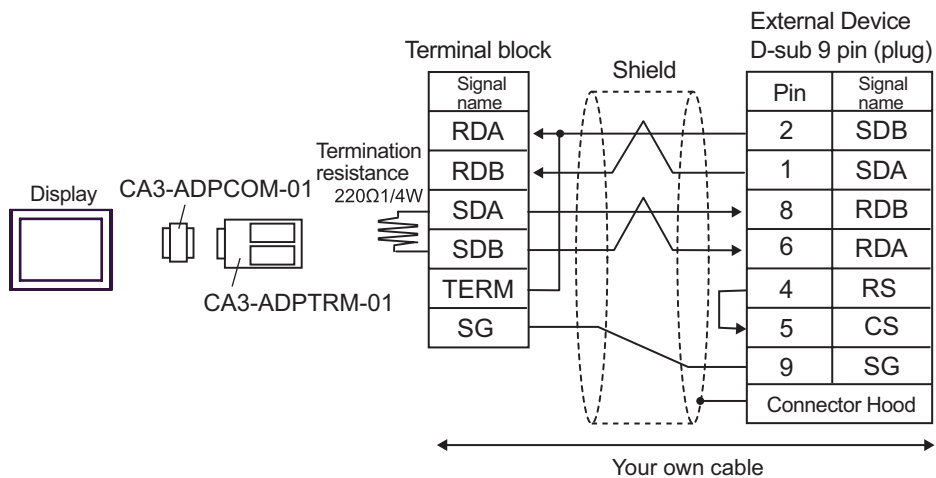 External Device
D-sub 9 pin (plug)
Terminal block
Shield
Signal name
Pin
Signal name
RDA
2
SDB
Termination resistance
220Ω1/4W
RDB
1
SDA
Display
CA3-ADPCOM-01
SDA
8
RDB
SDB
6
RDA
CA3-ADPTRM-01
TERM
4
RS
SG
5
CS
9
SG
Connector Hood
Your own cable